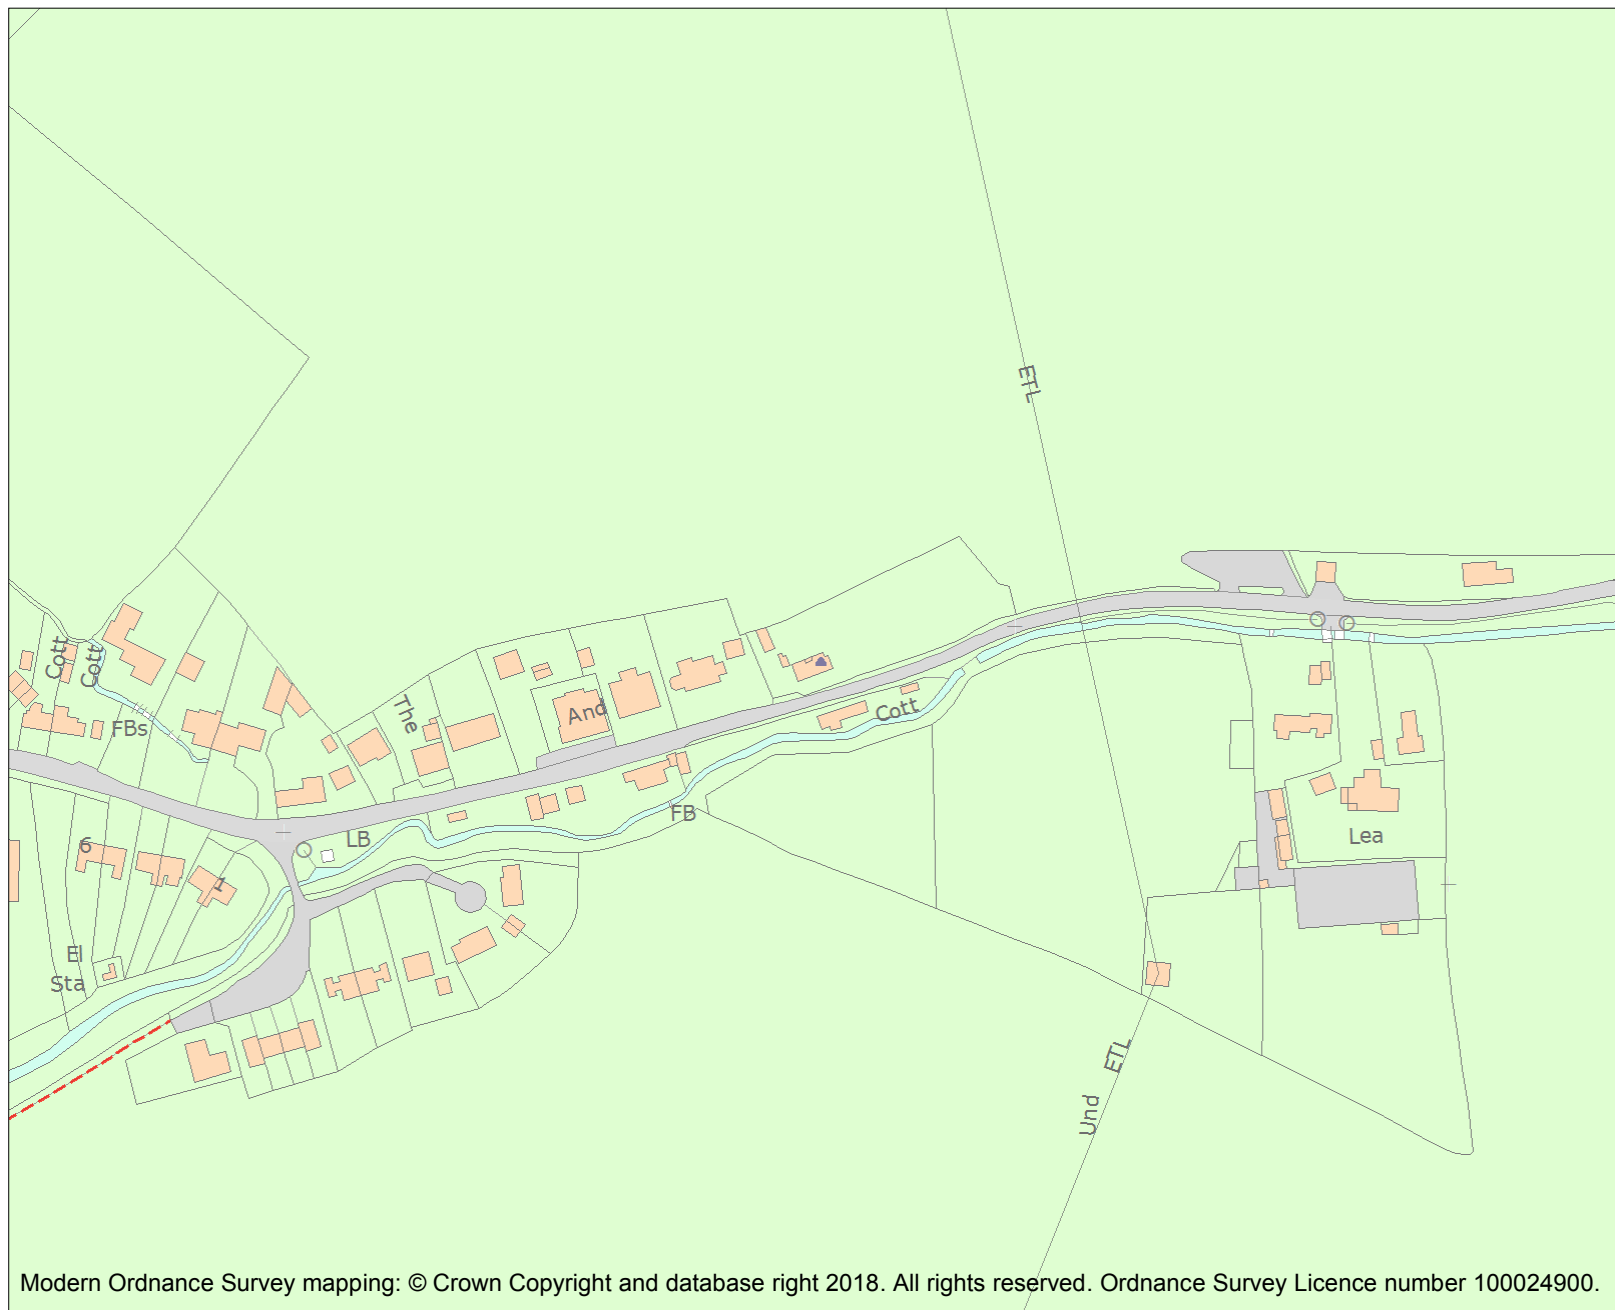 ETL
Cott
Cott
FBs
The
And
Cott
FB
LB
6
1
Lea
El
Sta
ETL
Und
Modern Ordnance Survey mapping: © Crown Copyright and database right 2018. All rights reserved. Ordnance Survey Licence number 100024900.